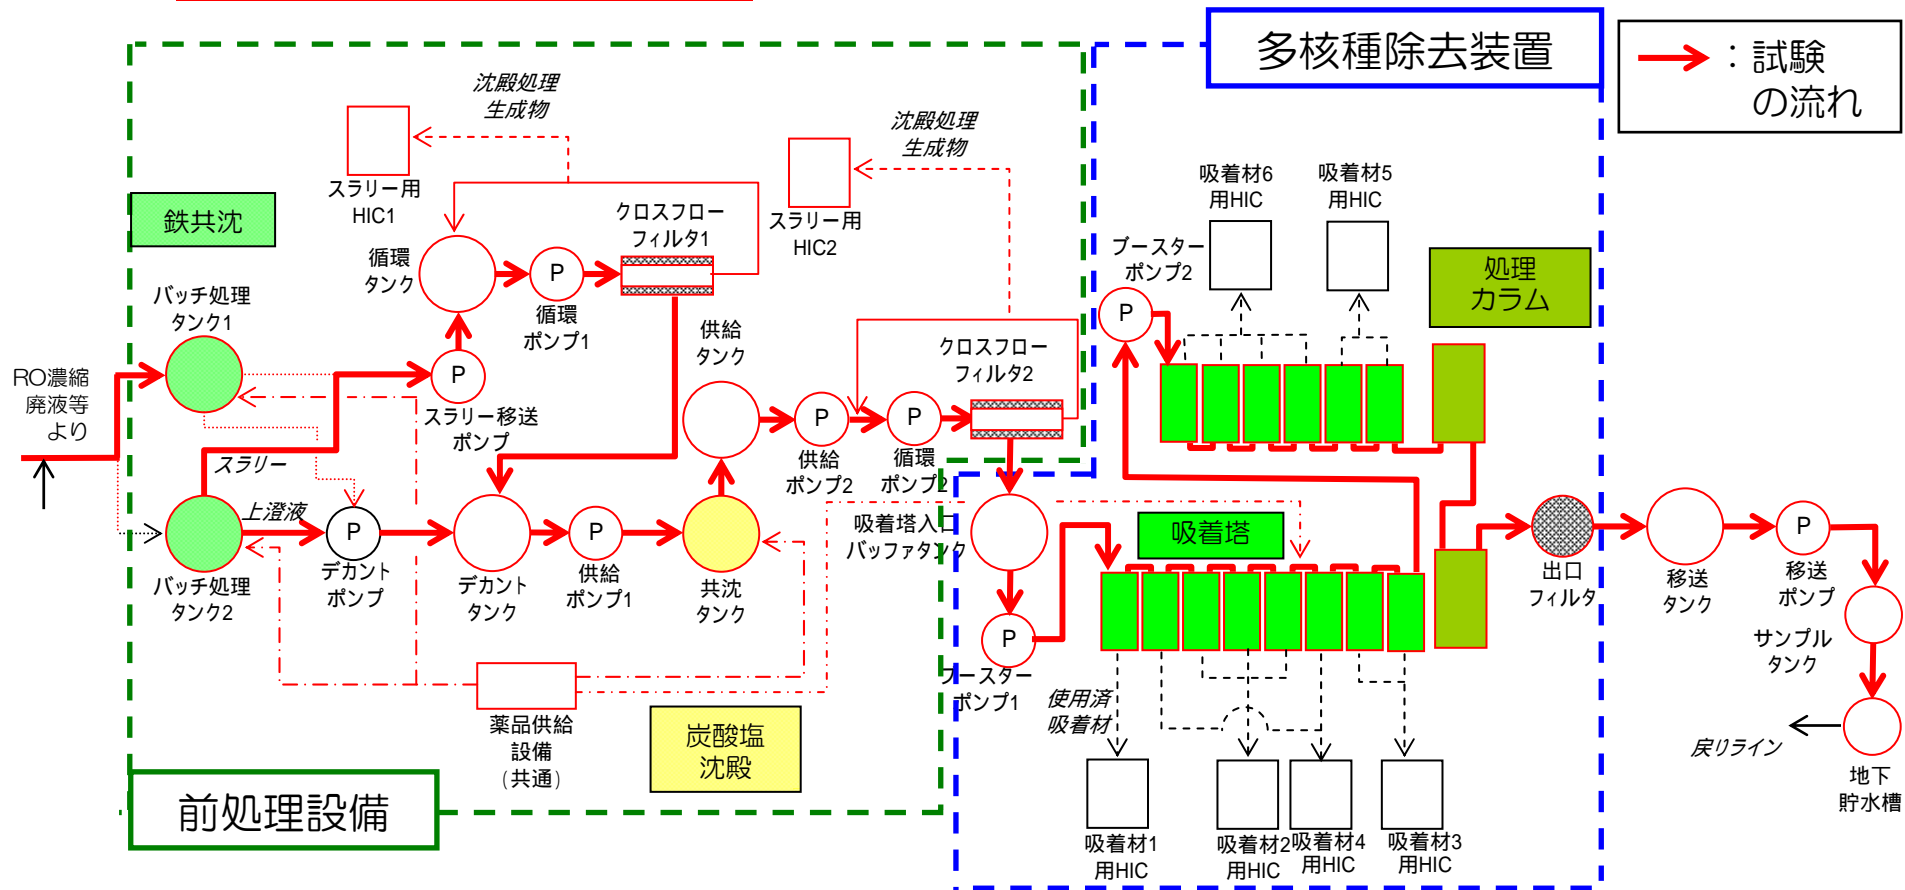 多核種除去装置
：試験
の流れ
沈殿処理
生成物
沈殿処理
生成物
スラリー用
HIC1
スラリー用
HIC2
吸着材6
用HIC
吸着材5
用HIC
鉄共沈
クロスフロー
フィルタ1
循環
タンク
P
循環
ポンプ1
ブースター
ポンプ2
P
処理
カラム
バッチ処理
タンク1
供給
タンク
クロスフロー
フィルタ2
RO濃縮
廃液等
より
P
スラリー移送
ポンプ
P
供給
ポンプ2
P
循環
ポンプ2
スラリー
上澄液
バッチ処理
タンク2
P
デカント
ポンプ
デカント
タンク
P
供給
ポンプ1
共沈
タンク
吸着塔入口
バッファタンク
吸着塔
P
ブースター
ポンプ1
出口
フィルタ
移送
タンク
P
移送
ポンプ
サンプル
タンク
薬品供給
設備
（共通）
炭酸塩
沈殿
使用済
吸着材
戻りライン
地下
貯水槽
前処理設備
吸着材1
用HIC
吸着材2
用HIC
吸着材4
用HIC
吸着材3
用HIC